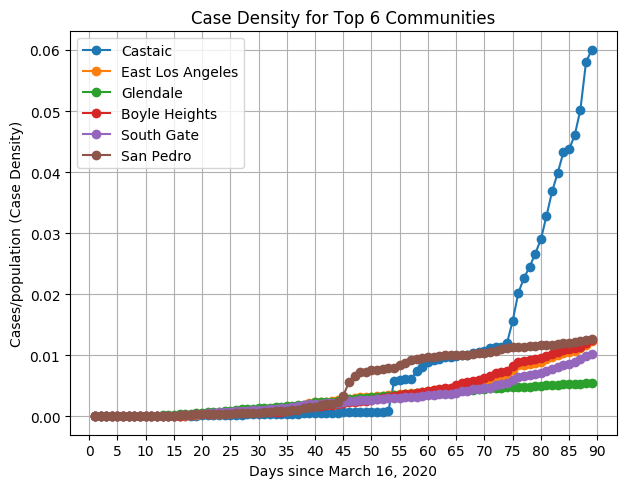 Case Density for Top 6 Communities
Castaic
East Los Angeles
Glendale
Boyle Heights
South Gate
San Pedro
Cases/population (Case Density)
0.06
0.05
0.04
0.03
0.02
0.01
0.00
0 5 10 15 20 25 30 35 40 45 50 55 60 65 70 75 80 85 90
Days since March 16, 2020